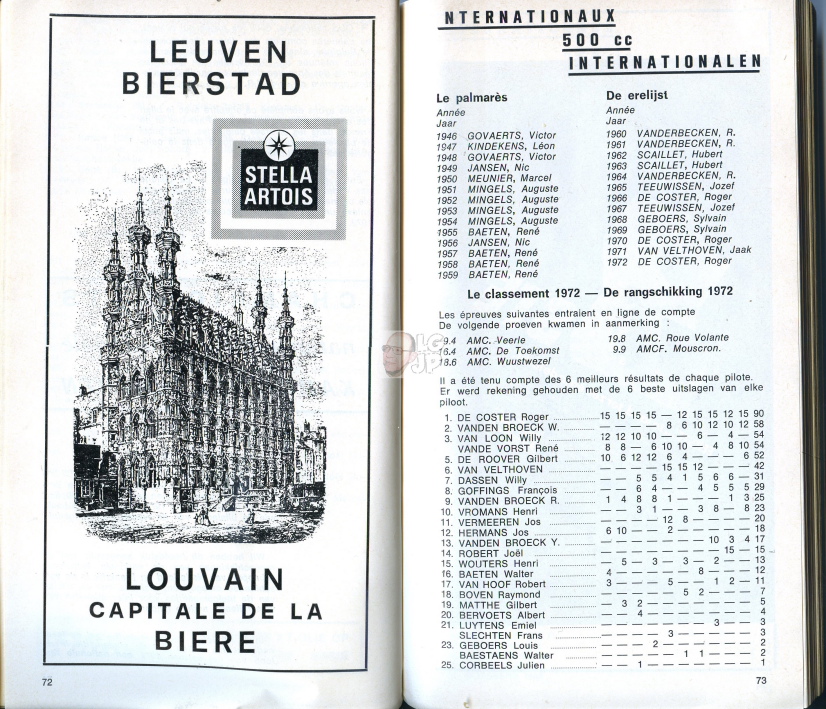 LEUVEN
BIERSTAD
STELLA
ARTOIS
LOUVAIN
CAPITALE DE LA
BIERE
72
NTERNATIONAUX
500 cc
INTERNATIONALEN
Le palmarès
Année
Jaar
1946 GOVAERTS, Victor
1947 KINDEKENS, Léon
1948 GOVAERTS, Victor
1949 JANSEN, Nic
1950 MEUNIER, Marcel
1951 MINGELS, Auguste
1952 MINGELS, Auguste
1953 MINGELS, Auguste
1954 MINGELS, Auguste
1955 BAETEN, René
1956 JANSEN, Nic
1957 BAETEN, René
1958 BAETEN, René
1959 BAETEN, René
De erelijst
Année
Jaar
1960 VANDERBECKEN, R.
1961 VANDERBECKEN, R.
1962 SCAILLET, Hubert
1963 SCAILLET, Hubert
1964 VANDERBECKEN, R.
1965 TEEUWISSEN, Jozef
1966 DE COSTER, Roger
1967 TEEUWISSEN, Jozef
1968 GEBOERS, Sylvain
1969 GEBOERS, Sylvain
1970 DE COSTER, Roger
1971 VAN VELTHOVEN, Jaak
1972 DE COSTER, Roger
Le classement 1972 — De rangschikking 1972
Les épreuves suivantes entraient en ligne de compte
De volgende proeven kwamen in aanmerking :
9.4 AMC. Veerle
16.4 AMC. De Toekomst
18.6 AMC. Wuustwezel
19.8 AMC. Roue Volante
9.9 AMCF. Mouscron.
LG
JP
Il a été tenu compte des 6 meilleurs résultats de chaque pilote.
Er werd rekening gehouden met de 6 beste uitslagen van elke
piloot.
1. DE COSTER Roger 15 15 15 15 — 12 15 15 12 15 90
2. VANDEN BROECK W. — — — — 8 6 10 12 10 12 58
3. VAN LOON Willy 12 12 10 10 — — 6 — 4 — 54
VANDE VORST René 8 8 — 6 10 10 — 4 8 10 54
5. DE ROOVER Gilbert 10 6 12 12 6 4 — — — 6 52
6. VAN VELTHOVEN — — — — 15 15 12 — — — 42
7. DASSEN Willy — — 5 5 4 1 5 6 6 — 31
8. GOFFINGS François — — 6 4 — — 4 5 5 5 29
9. VANDEN BROECK R. 1 4 8 8 1 — — — 1 3 25
10. VROMANS Henri — — 3 1 — — 3 8 — 8 23
11. VERMEEREN Jos — — — — 12 8 — — — — 20
12. HERMANS Jos 6 10 — — 2 — — — — — 18
13. VANDEN BROECK Y. — — — — — — 10 3 4 17
14. ROBERT Joël — — — — — — — 15 — 15
15. WOUTERS Henri — 5 — 3 — 3 — 2 — — 13
16. BAETEN Walter 4 — — — — — 8 — — — 12
17. VAN HOOF Robert 3 — — — 5 — — 1 2 — 11
18. BOVEN Raymond — — — — — 5 2 — — — 7
19. MATTHE Gilbert — 3 2 — — — — — — — 5
20. BERVOETS Albert — — 4 — — — — — — — 4
21. LUYTENS Emiel — — — — — — — 3 — — 3
SLECHTEN Frans — — — — 3 — — — — — 3
23. GEBOERS Louis — — — 2 — — — — — — 2
BAESTAENS Walter — — — — — 1 1 — — — 2
25. CORBEELS Julien — — 1 — — — — — — — 1
73